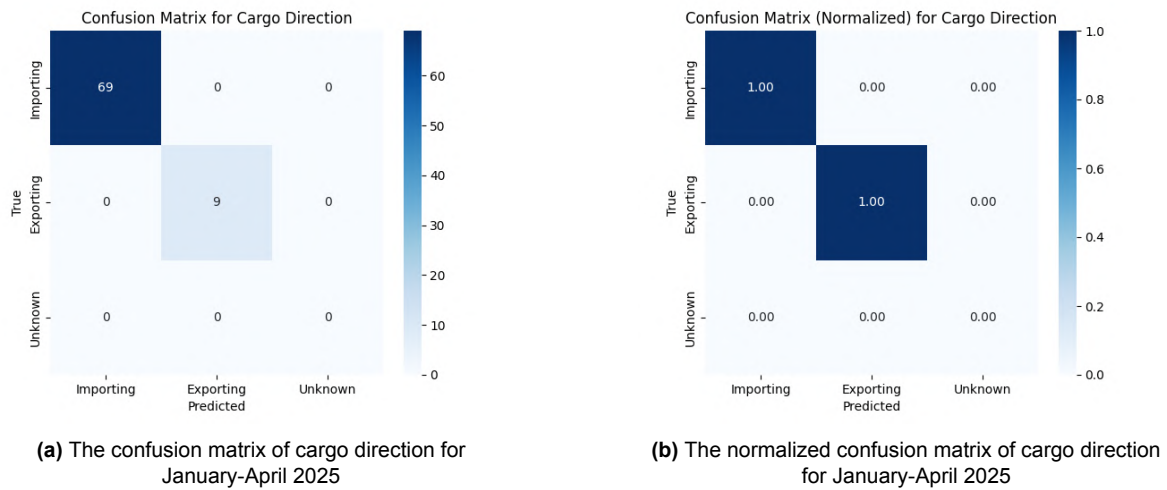 Confusion Matrix for Cargo Direction
Importing
69 0 0
60
50
True
Exporting
0 9 0
40
30
20
Unknown
0 0 0
10
0
Importing Exporting Unknown
Predicted
(a) The confusion matrix of cargo direction for
January-April 2025
Confusion Matrix (Normalized) for Cargo Direction
1.0
Importing
1.00 0.00 0.00
0.8
True
Exporting
0.00 1.00 0.00
0.6
0.4
Unknown
0.00 0.00 0.00
0.2
0.0
Importing Exporting Unknown
Predicted
(b) The normalized confusion matrix of cargo direction
for January-April 2025